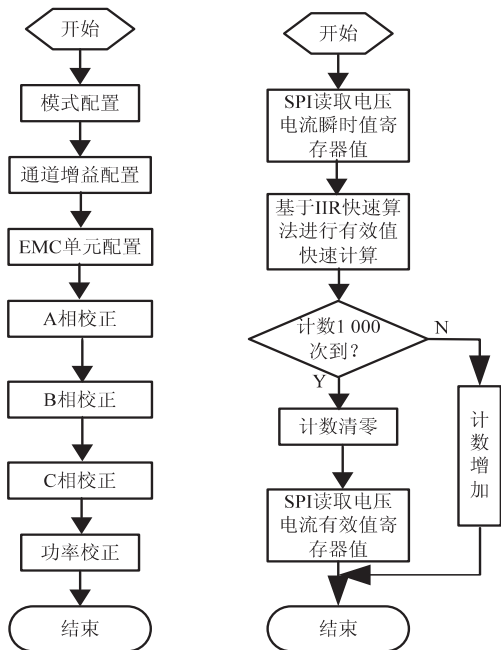 开始
模式配置
通道增益配置
EMC单元配置
A相校正
B相校正
C相校正
功率校正
结束
开始
SPI读取电压
电流瞬时值寄
存器值
基于IIR快速算
法进行有效值
快速计算
计数1 000
次到？
N
Y
计数清零
计
数
增
加
SPI读取电压
电流有效值寄
存器值
结束